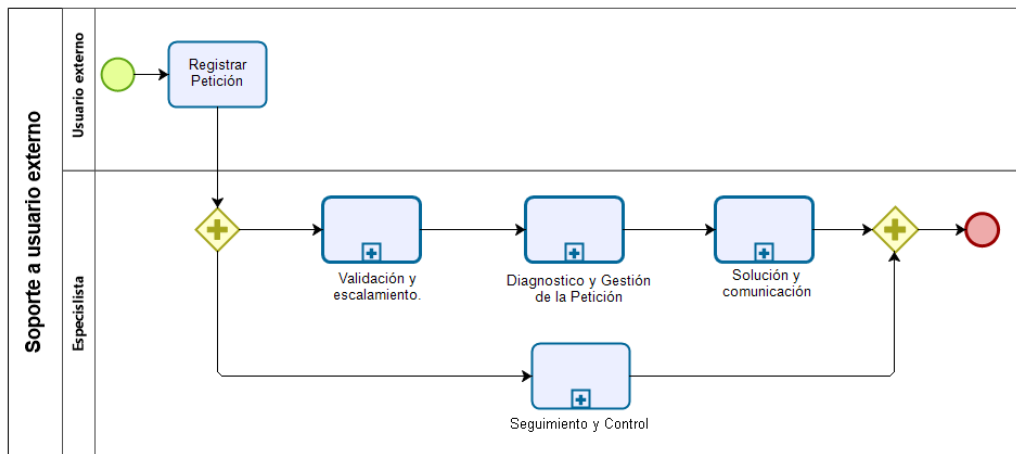 Soporte a usuario externo
Usuario externo
Registrar
Petición
Especislista
Validación y
escalamiento.
Diagnostico y Gestión
de la Petición
Solución y
comunicación
Seguimiento y Control